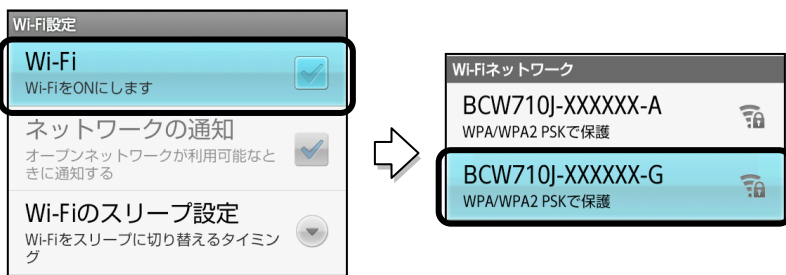 Wi-Fi設定
Wi-Fi
Wi-FiをONにします
ネットワークの通知
オープンネットワークが利用可能なと
きに通知する
Wi-Fiのスリープ設定
Wi-Fiをスリープに切り替えるタイミン
グ
Wi-Fiネットワーク
BCW710J-XXXXXX-A
WPA/WPA2 PSKで保護
BCW710J-XXXXXX-G
WPA/WPA2 PSKで保護